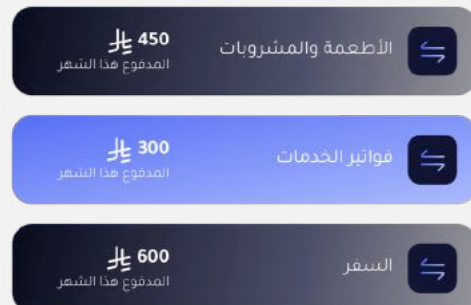 الأطعمة والمشروبات
450 ⃁
المدفوع هذا الشهر
فواتير الخدمات
300 ⃁
المدفوع هذا الشهر
السفر
600 ⃁
المدفوع هذا الشهر